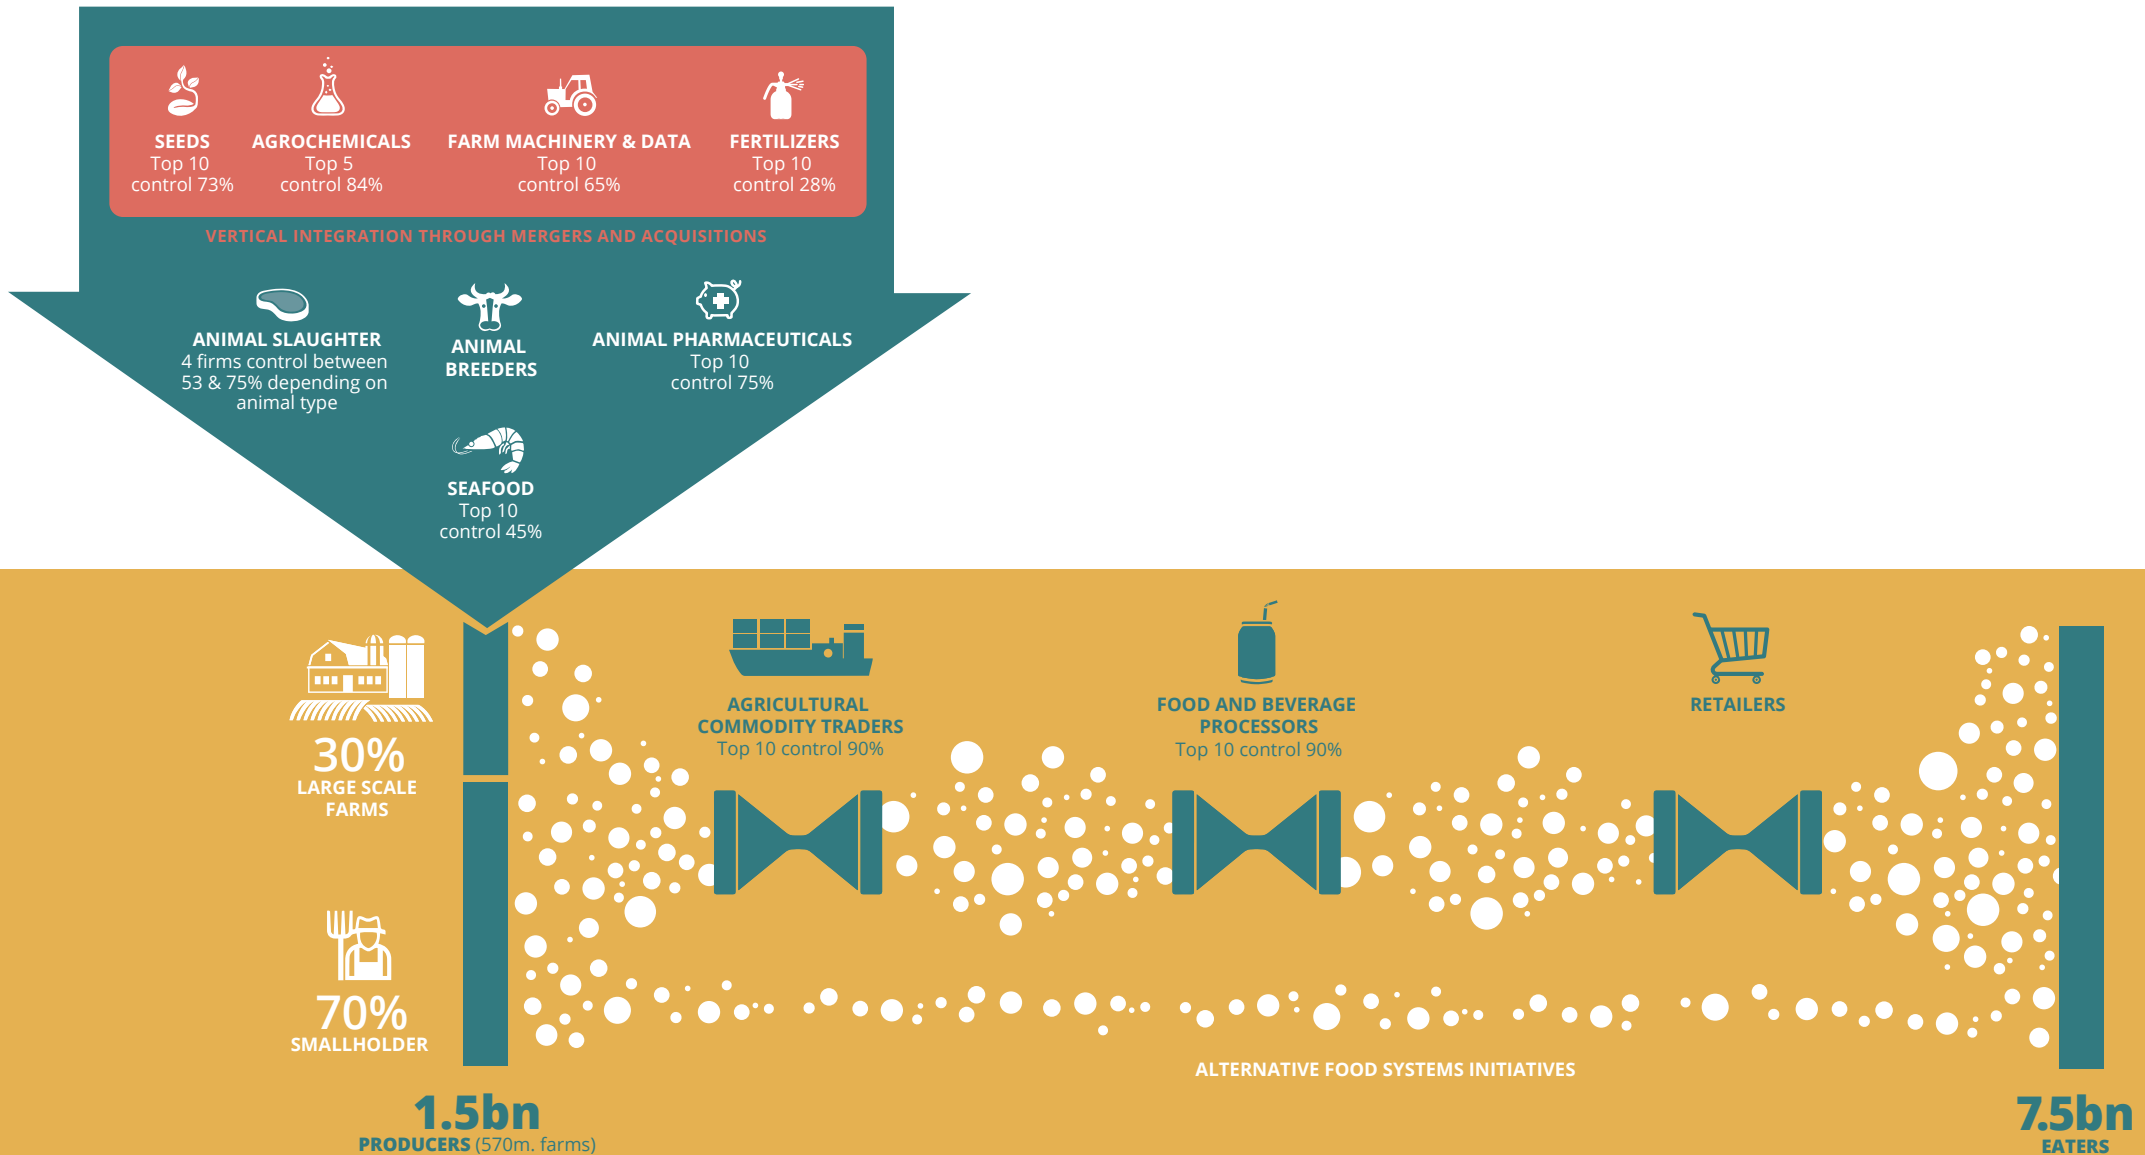 SEEDS
Top 10
control 73%
AGROCHEMICALS
Top 5
control 84%
FARM MACHINERY & DATA
Top 10
control 65%
FERTILIZERS
Top 10
control 28%
VERTICAL INTEGRATION THROUGH MERGERS AND ACQUISITIONS
ANIMAL SLAUGHTER
4 firms control between
53 & 75% depending on
animal type
ANIMAL
BREEDERS
ANIMAL PHARMACEUTICALS
Top 10
control 75%
SEAFOOD
Top 10
control 45%
30%
LARGE SCALE
FARMS
70%
SMALLHOLDER
AGRICULTURAL
COMMODITY TRADERS
Top 10 control 90%
FOOD AND BEVERAGE
PROCESSORS
Top 10 control 90%
RETAILERS
ALTERNATIVE FOOD SYSTEMS INITIATIVES
1.5bn
PRODUCERS (570m. farms)
7.5bn
EATERS